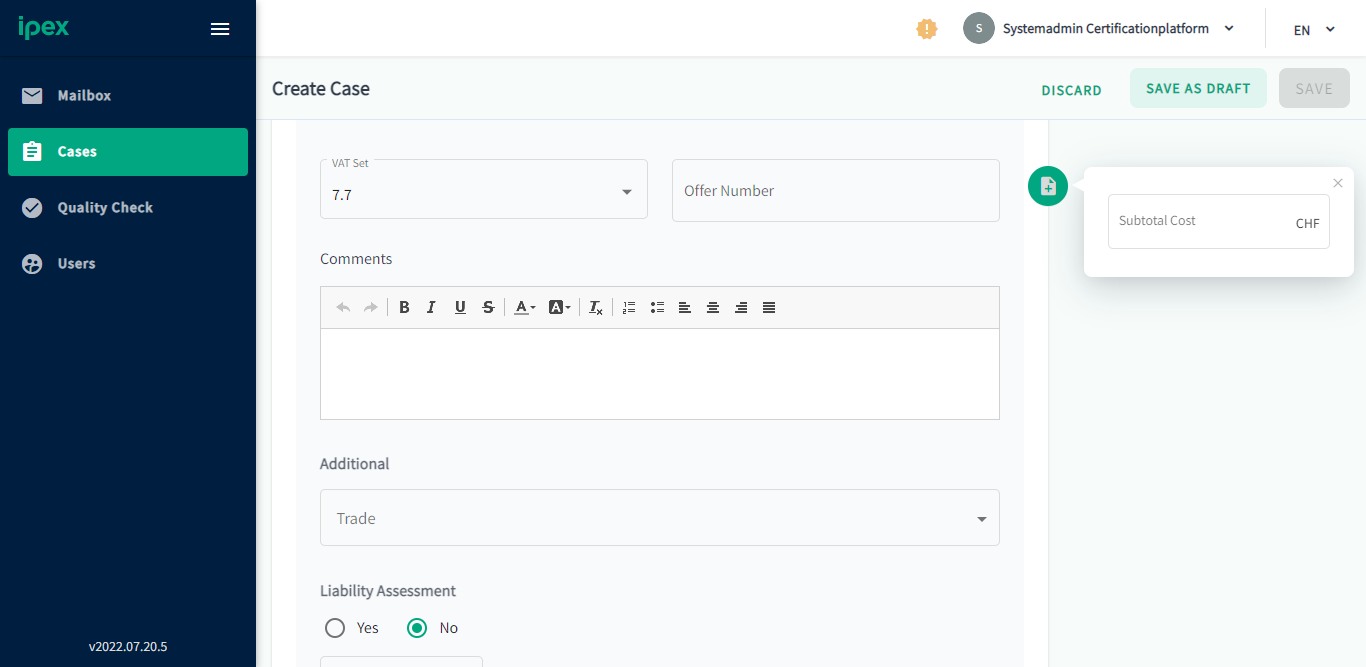 ipex
Systemadmin Certificationplatform
S
EN
Mailbox
Cases
Quality Check
Users
v2022.07.20.5
Create Case
DISCARD
SAVE AS DRAFT
SAVE
VAT Set
7.7
Offer Number
Subtotal Cost
CHF
Comments
Additional
Trade
Liability Assessment
Yes
No